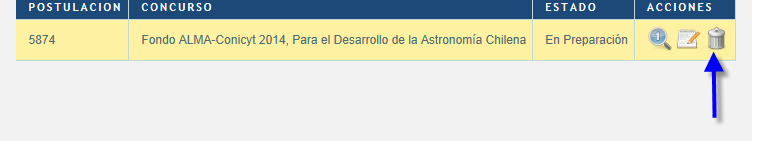 POSTULACION CONCURSO ESTADO ACCIONES
5874 Fondo ALMA-Conicyt 2014, Para el Desarrollo de la Astronomía Chilena En Preparación